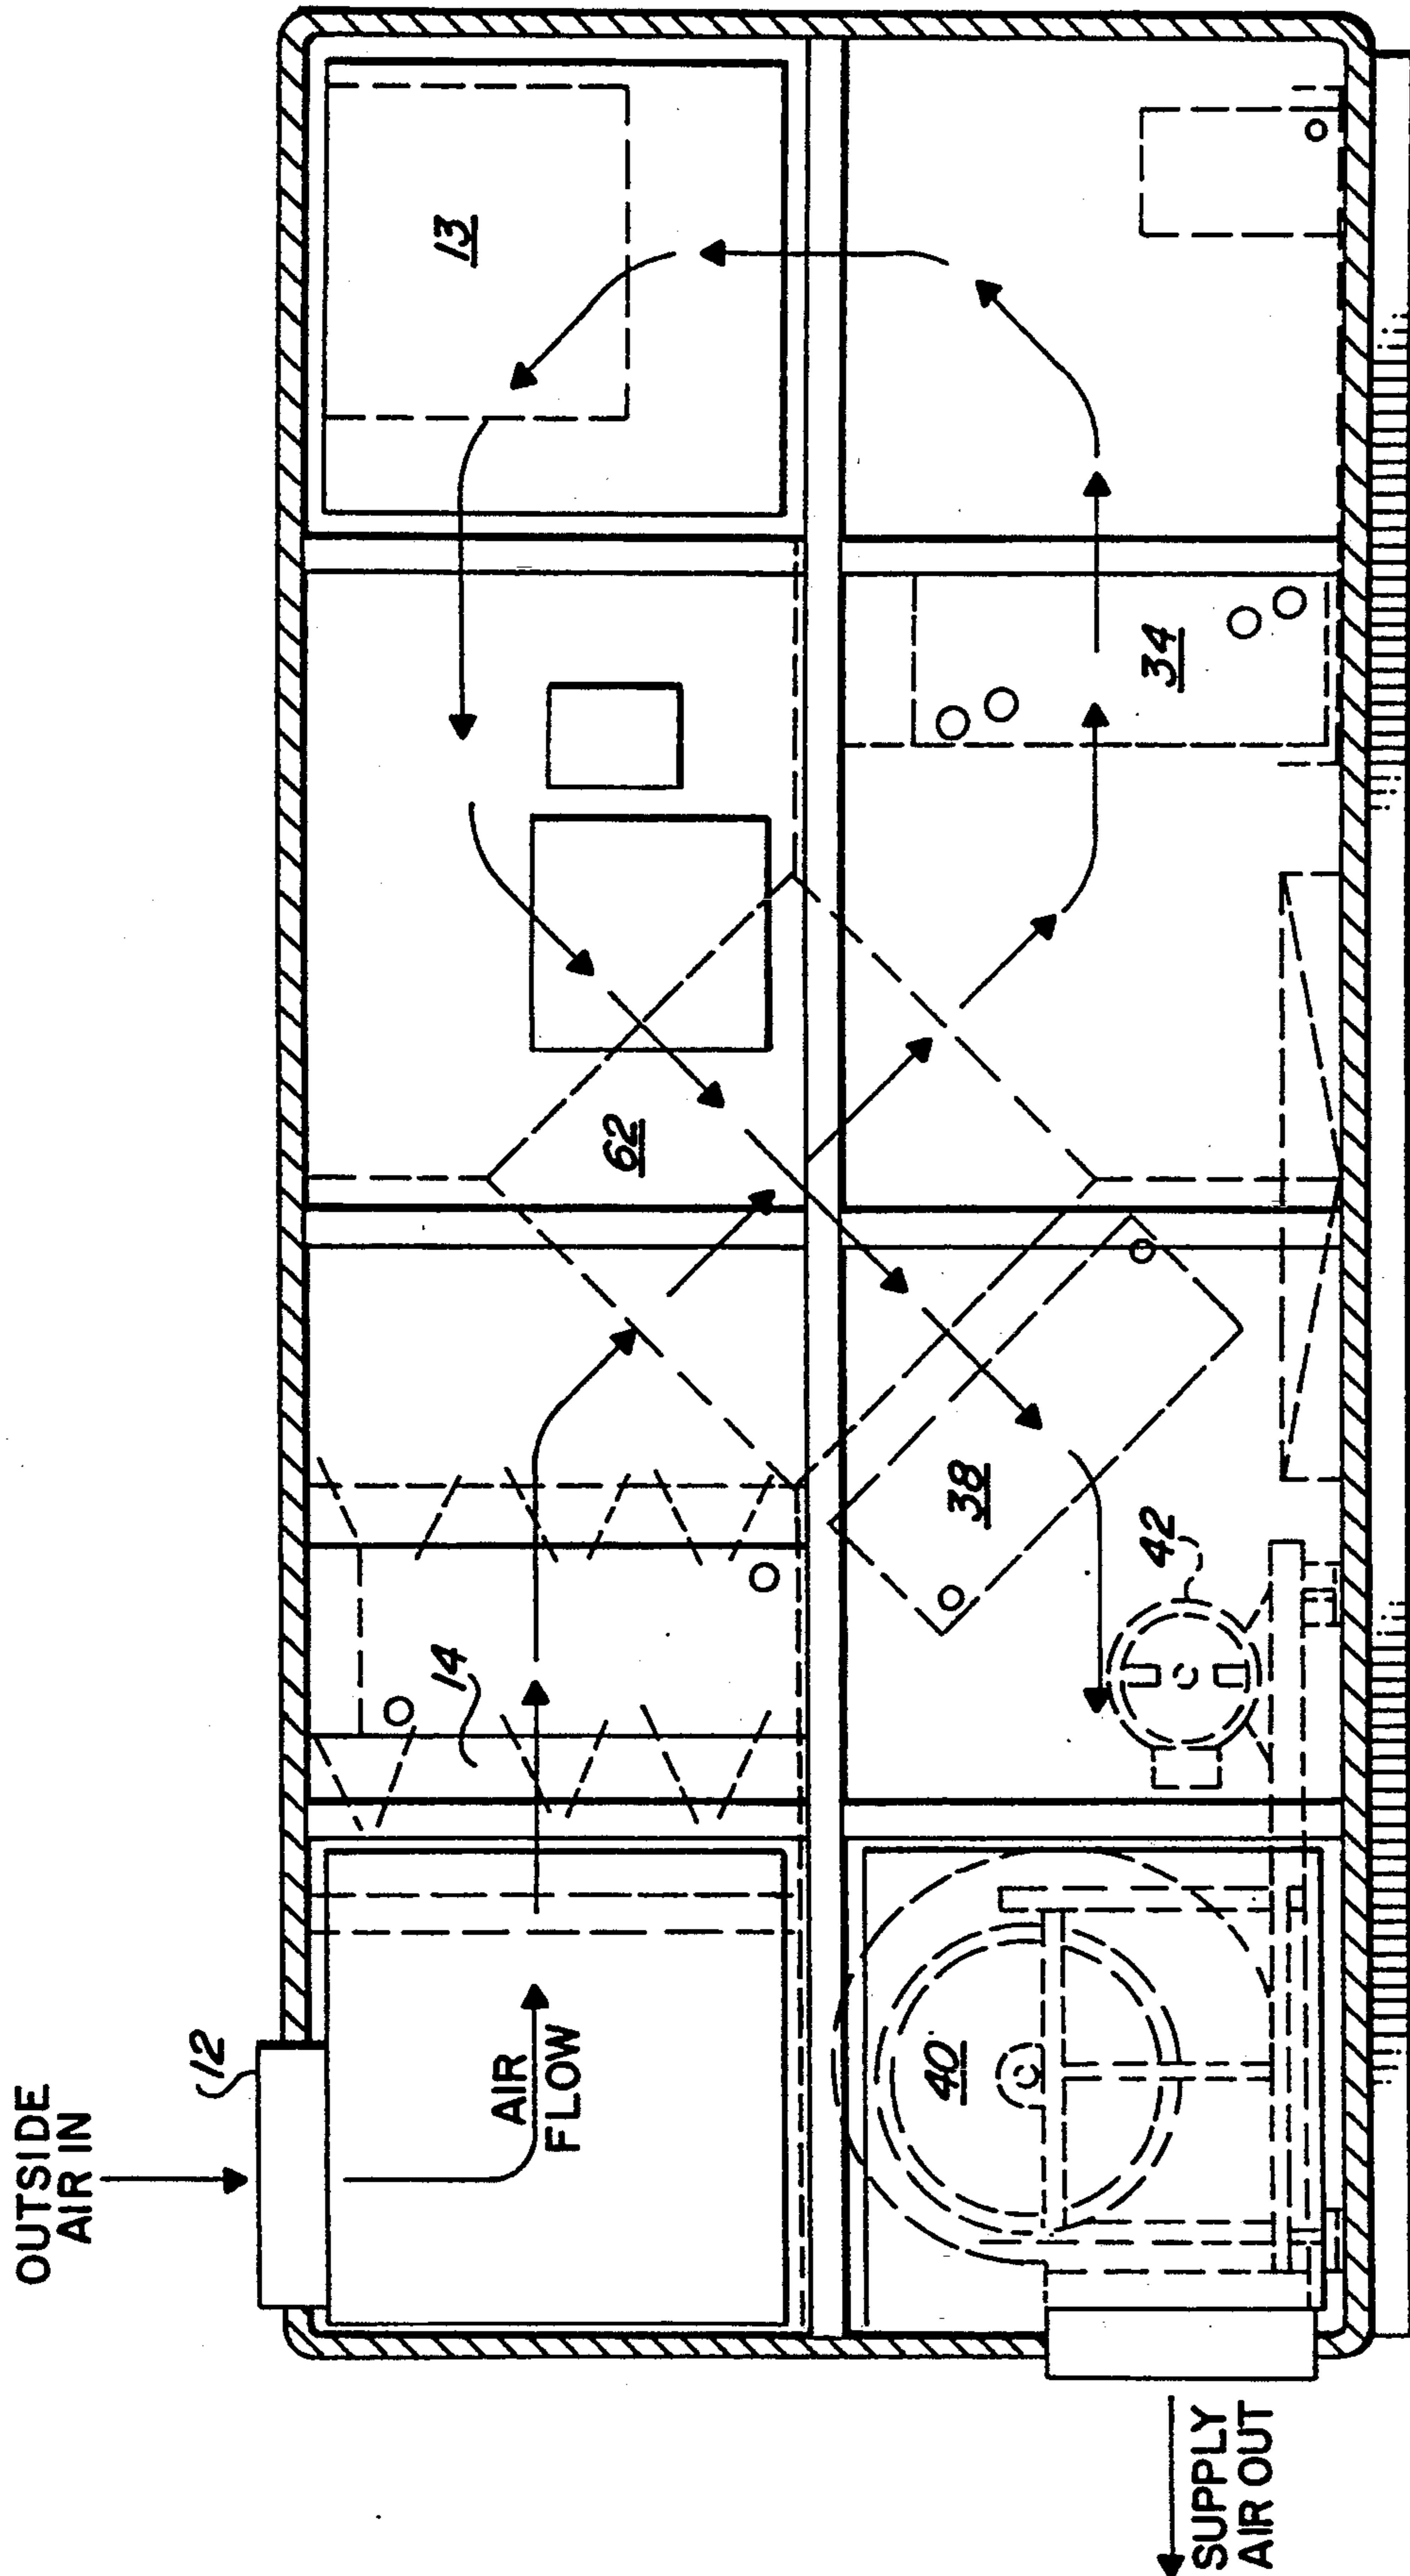 OUTSIDE
AIR IN
12
AIR
FLOW
14
62
13
34
38
42
40
SUPPLY
AIR OUT